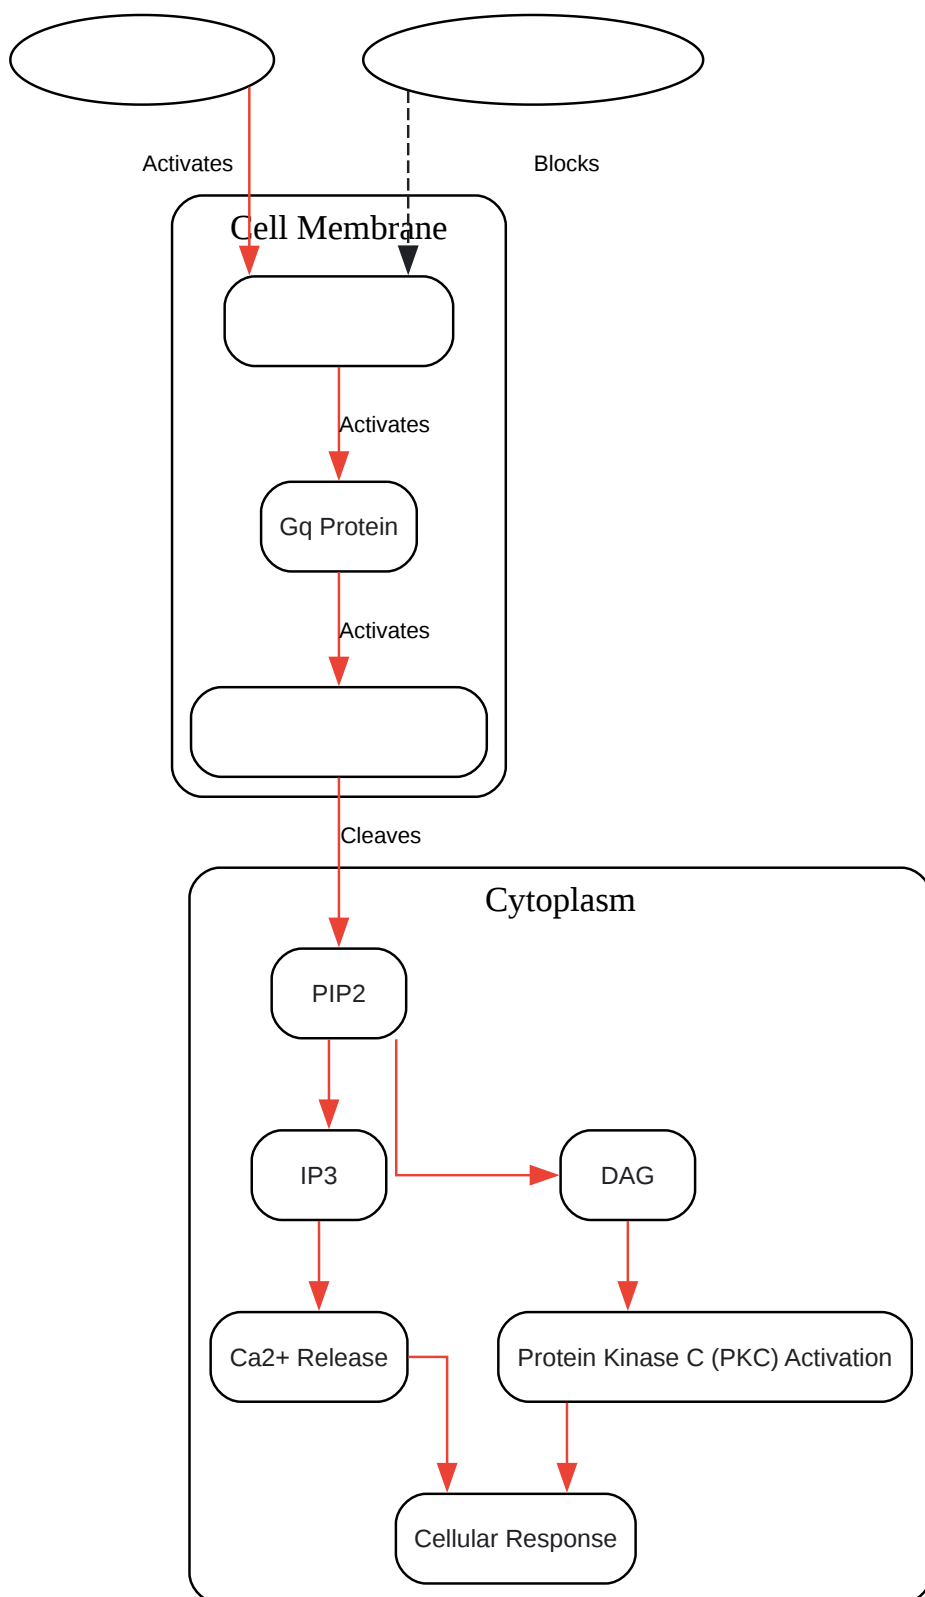 Activates
Blocks
Cell Membrane
Activates
Gq Protein
Activates
Cleaves
Cytoplasm
PIP2
IP3
DAG
Ca2+ Release
Protein Kinase C (PKC) Activation
Cellular Response